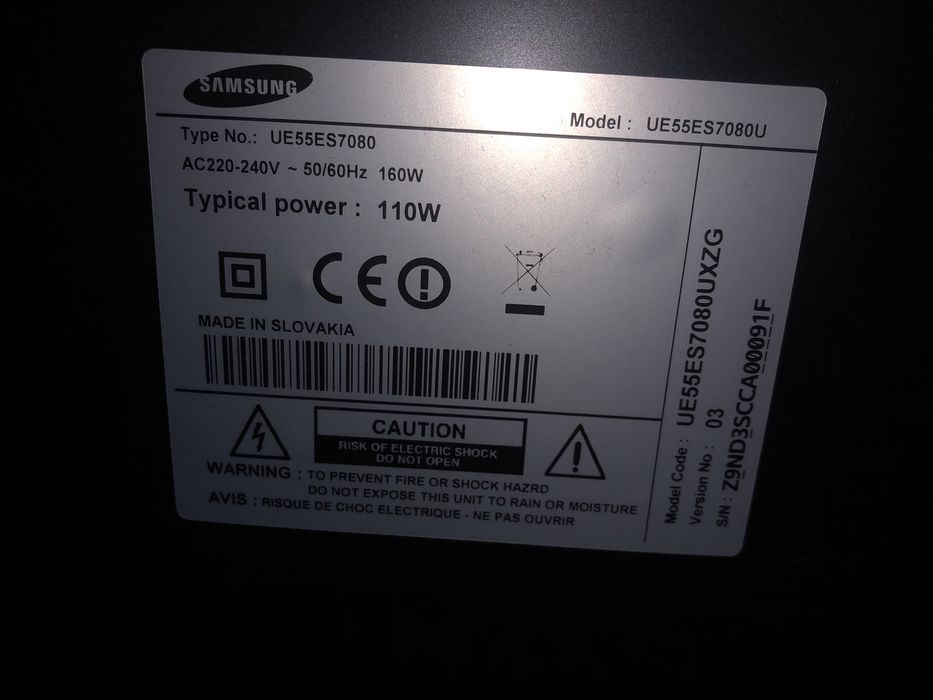 SAMSUNG
Model : UE55ES7080U
Type No.: UE55ES7080
AC220-240V ~ 50/60Hz 160W
Typical power : 110W
CE
MADE IN SLOVAKIA
CAUTION
RISK OF ELECTRIC SHOCK
DO NOT OPEN
WARNING : TO PREVENT FIRE OR SHOCK HAZRD
DO NOT EXPOSE THIS UNIT TO RAIN OR MOISTURE
AVIS : RISQUE DE CHOC ELECTRIQUE - NE PAS OUVRIR
Model Code : UE55ES7080UXZG
Version No : 03
S/N : Z9ND3SCCA00091F